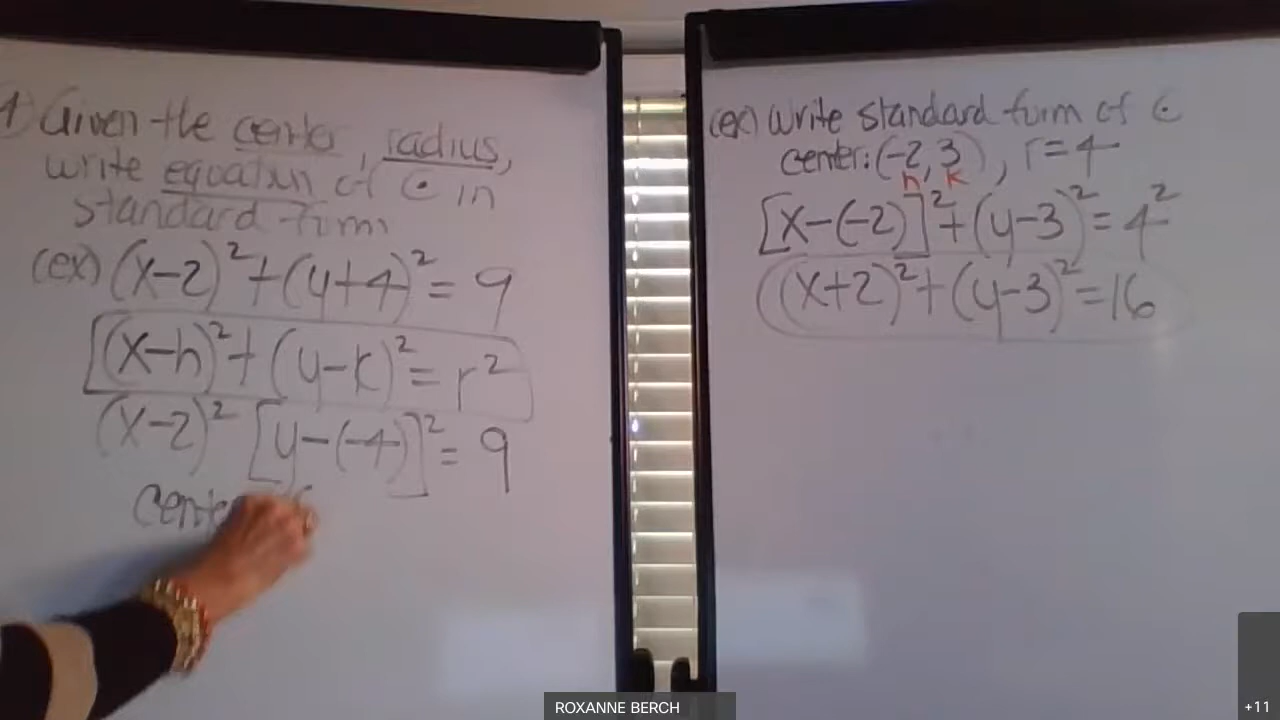 1) Given the center, radius,
write equation of ⊙ in
standard form.
(ex) (x-2)² + (y+4)² = 9
[(x-h)² + (y-k)² = r²
(x-2)² [y-(-4)]² = 9
center (
(ex) write standard form of ⊙
center: (-2, 3), r = 4
h k
[x-(-2)]² + (y-3)² = 4²
(x+2)² + (y-3)² = 16
ROXANNE BERCH
+11